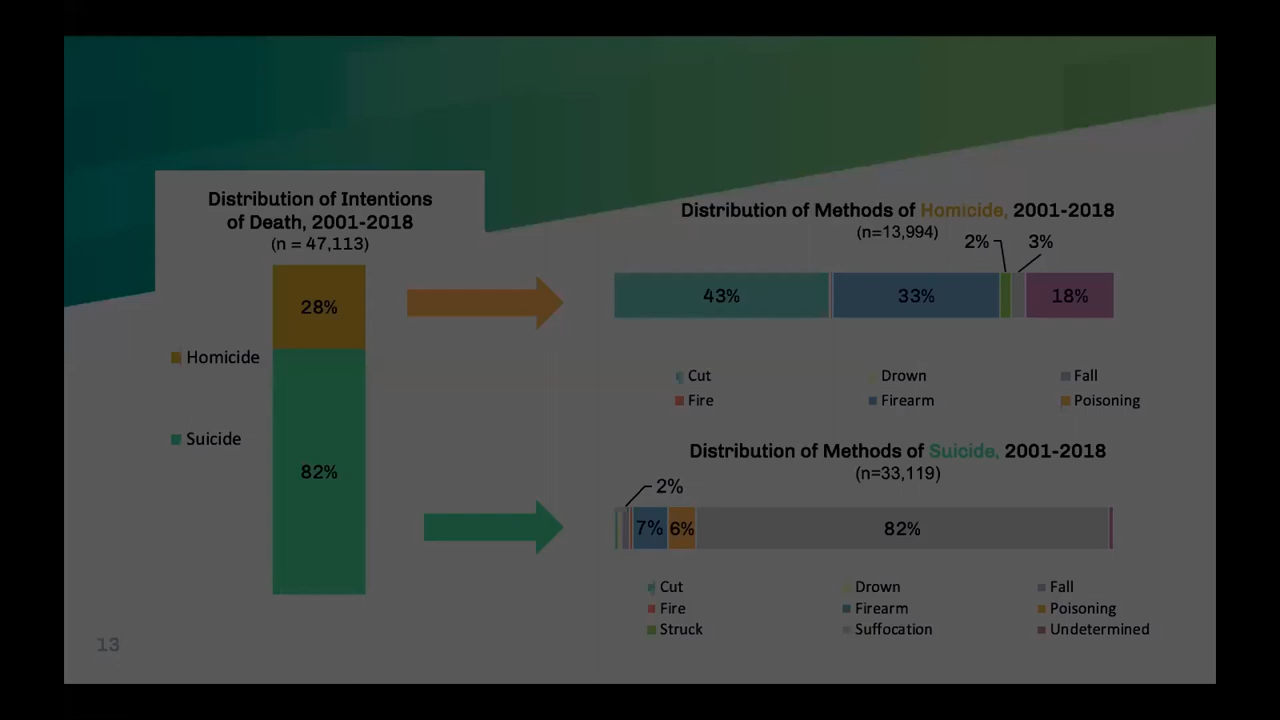 Distribution of Intentions
of Death, 2001-2018
(n = 47,113)
28%
Homicide
Suicide
82%
Distribution of Methods of Homicide, 2001-2018
(n=13,994)
2%
3%
43%
33%
18%
Cut
Drown
Fall
Fire
Firearm
Poisoning
Distribution of Methods of Suicide, 2001-2018
(n=33,119)
2%
7%
6%
82%
Cut
Drown
Fall
Fire
Firearm
Poisoning
Struck
Suffocation
Undetermined
13